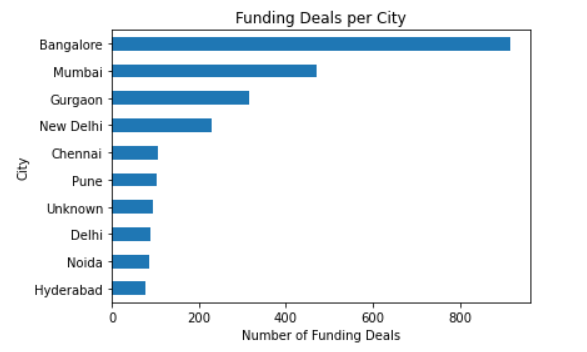 Funding Deals per City
Bangalore
Mumbai
Gurgaon
New Delhi
Chennai
Pune
Unknown
Delhi
Noida
Hyderabad
City
0 200 400 600 800
Number of Funding Deals